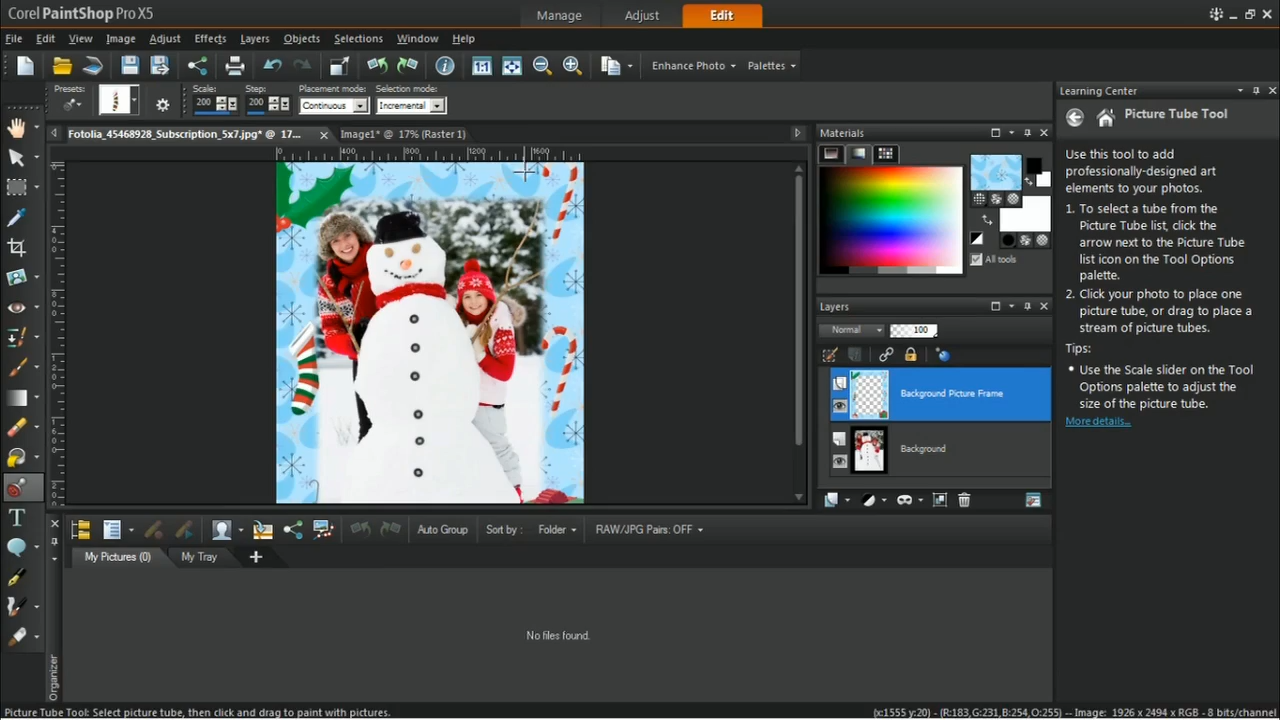 Corel PaintShop Pro X5
Manage
Adjust
Edit
File
Edit
View
Image
Adjust
Effects
Layers
Objects
Selections
Window
Help
1:1
Enhance Photo
Palettes
Learning Center
Presets:
Scale:
Step:
Placement mode:
Selection mode:
200
200
Continuous
Incremental
Picture Tube Tool
Fotolia_45468928_Subscription_5x7.jpg* @ 17...
Image1* @ 17% (Raster 1)
Materials
0
400
800
1200
1600
All tools
Use this tool to add
professionally-designed art
elements to your photos.
1. To select a tube from the
Picture Tube list, click the
arrow next to the Picture Tube
list icon on the Tool Options
palette.
2. Click your photo to place one
picture tube, or drag to place a
stream of picture tubes.
Tips:
• Use the Scale slider on the Tool
Options palette to adjust the
size of the picture tube.
More details...
Layers
Normal
100
Background Picture Frame
Background
Auto Group
Sort by :
Folder
RAW/JPG Pairs: OFF
My Pictures (0)
My Tray
No files found.
Organizer
Picture Tube Tool: Select picture tube, then click and drag to paint with pictures.
(x:1555 y:20) - (R:183,G:231,B:254,O:255) -- Image: 1926 x 2494 x RGB - 8 bits/channel